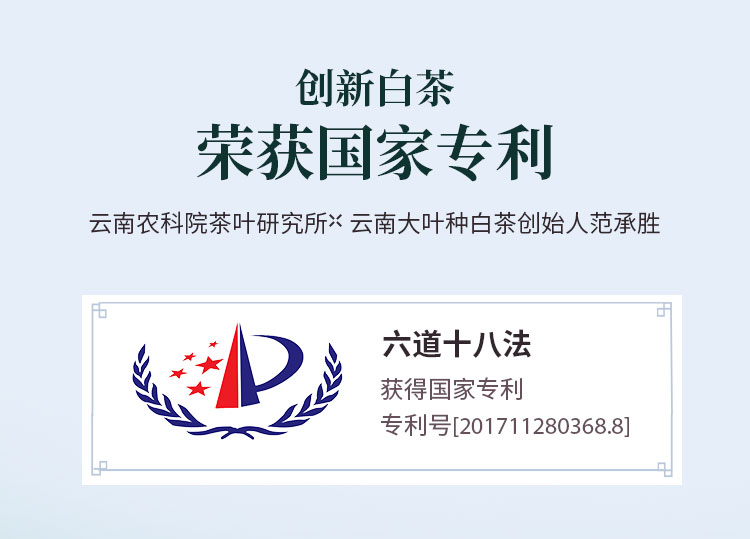 创新白茶
荣获国家专利
云南农科院茶叶研究所 云南大叶种白茶创始人范承胜
六道十八法
获得国家专利
专利号[201711280368.8]